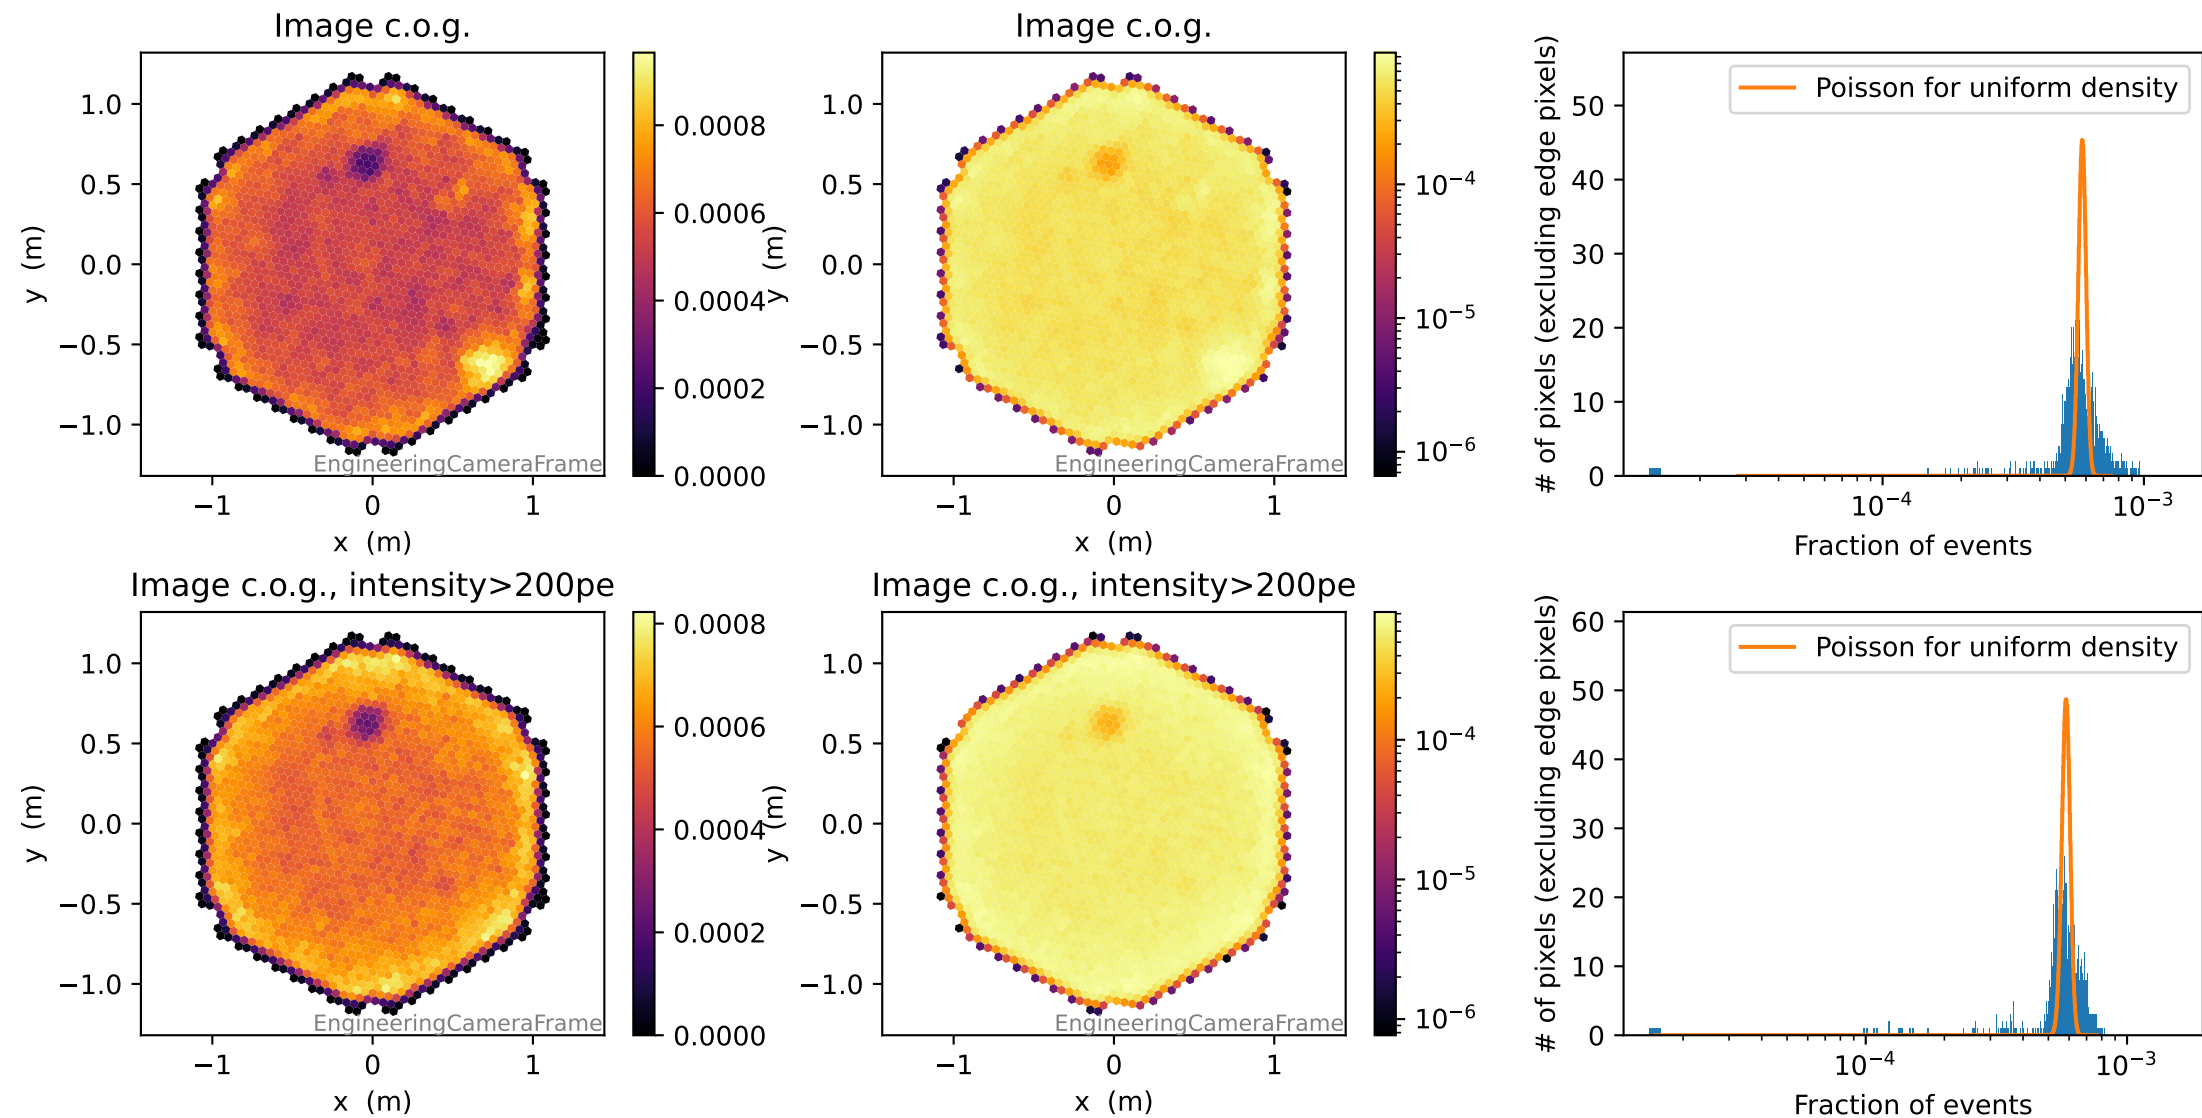 Image c.o.g.
1.0
0.5
0.0
−0.5
−1.0
y (m)
−1
0
1
x (m)
EngineeringCameraFrame
0.0008
0.0006
0.0004
0.0002
0.0000
Image c.o.g.
1.0
0.5
0.0
−0.5
−1.0
y (m)
−1
0
1
x (m)
EngineeringCameraFrame
10−4
10−5
10−6
Poisson for uniform density
# of pixels (excluding edge pixels)
50
40
30
20
10
0
10−4
10−3
Fraction of events
Image c.o.g., intensity>200pe
1.0
0.5
0.0
−0.5
−1.0
y (m)
−1
0
1
x (m)
EngineeringCameraFrame
0.0008
0.0006
0.0004
0.0002
0.0000
Image c.o.g., intensity>200pe
1.0
0.5
0.0
−0.5
−1.0
y (m)
−1
0
1
x (m)
EngineeringCameraFrame
10−4
10−5
10−6
Poisson for uniform density
# of pixels (excluding edge pixels)
60
50
40
30
20
10
0
10−4
10−3
Fraction of events